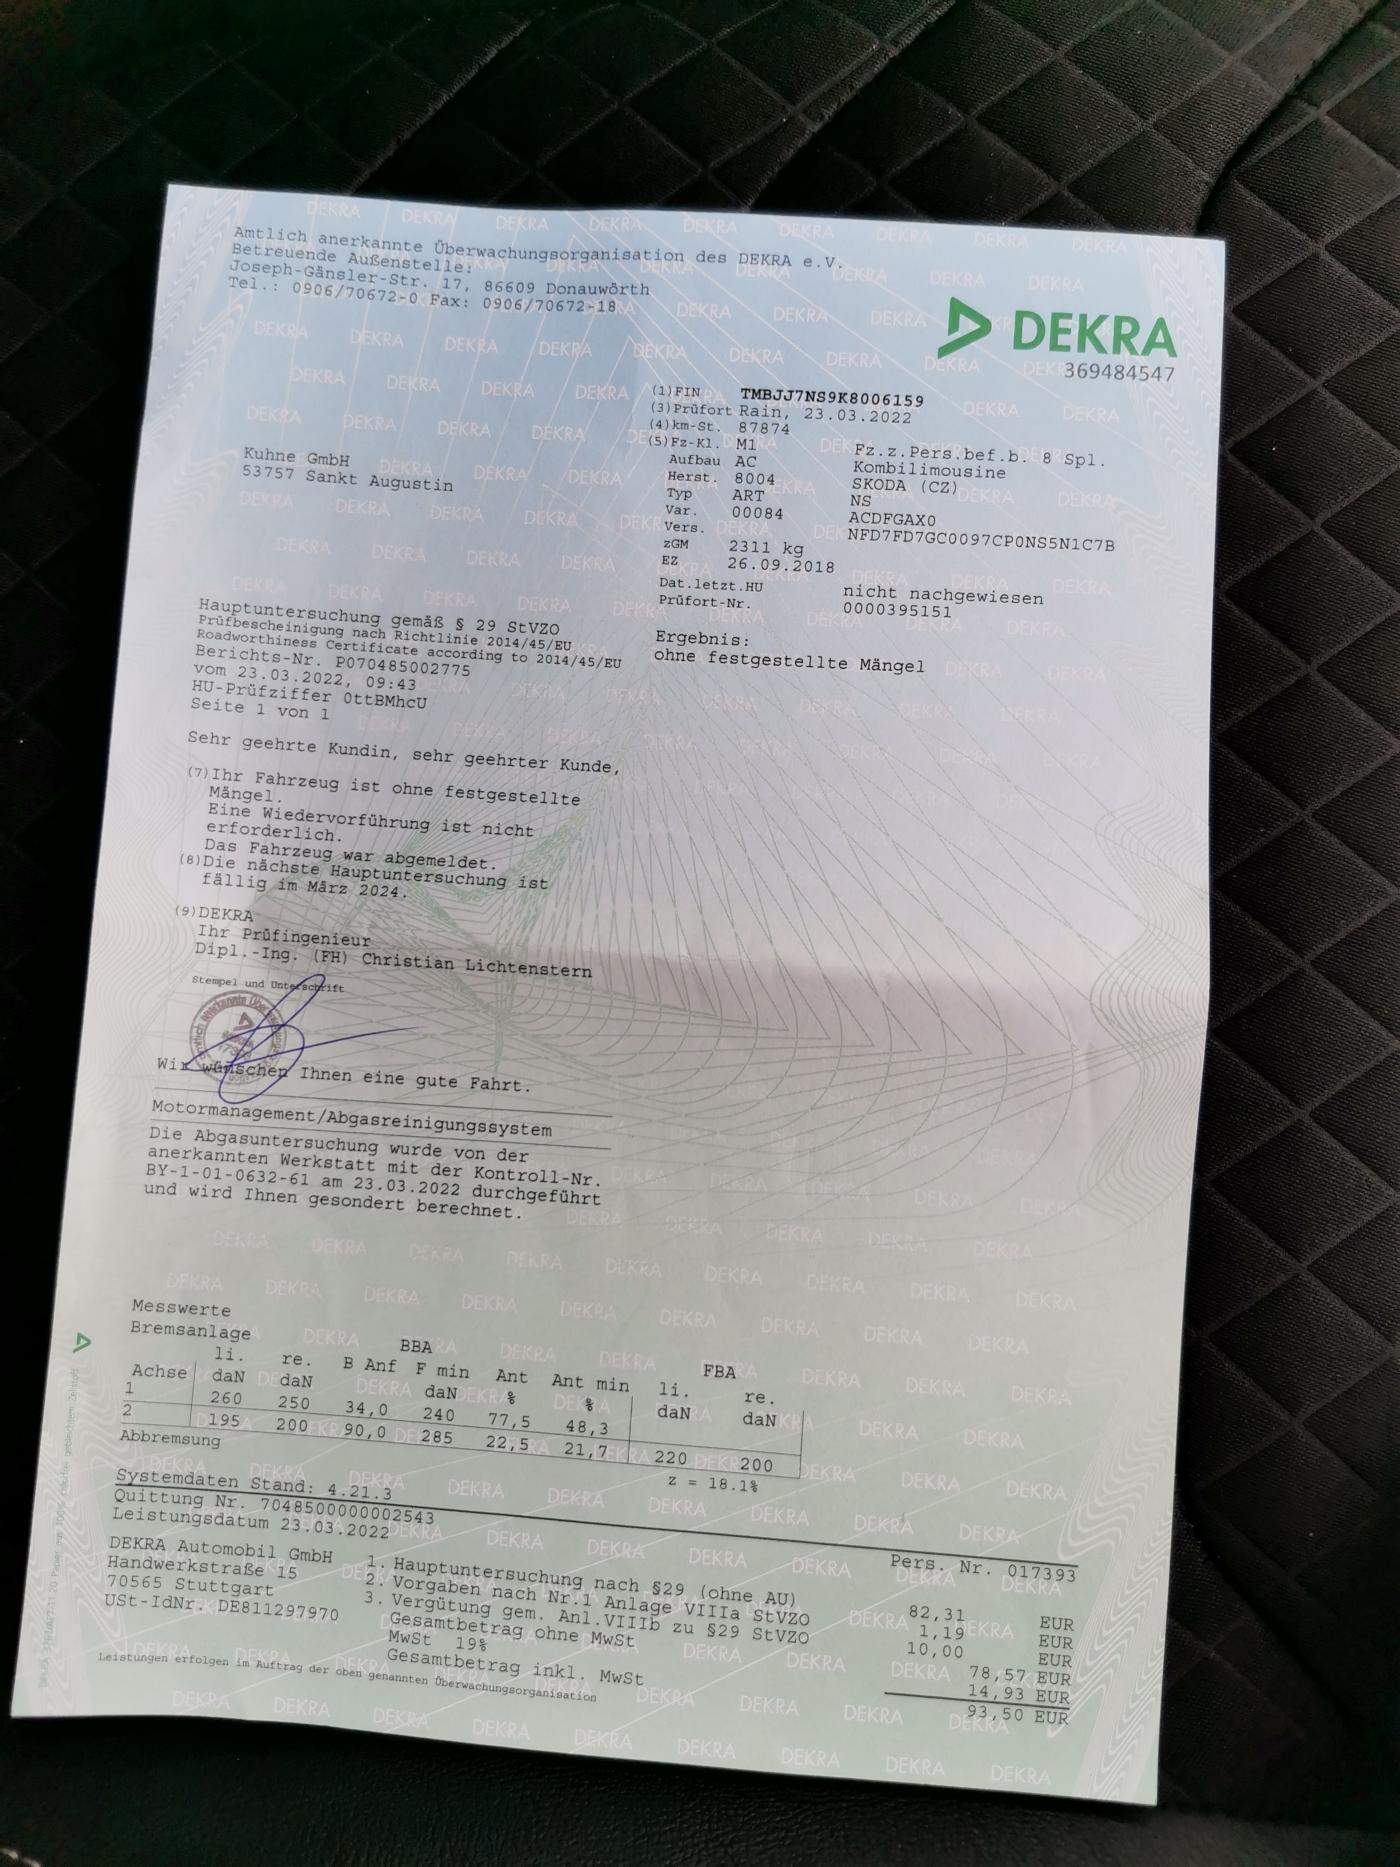 Amtlich anerkannte Überwachungsorganisation des DEKRA e.V.
Betreuende Außenstelle:
Joseph-Gänsler-Str. 17, 86609 Donauwörth
Tel.: 0906/70672-0 Fax: 0906/70672-18
DEKRA
369484547
(1)FIN TMBJJ7NS9K8006159
(3)Prüfort Rain, 23.03.2022
(4)km-St. 87874
(5)Fz-Kl. M1 Fz.z.Pers.bef.b. 8 Spl.
Aufbau AC Kombilimousine
Herst. 8004 SKODA (CZ)
Typ ART NS
Var. 00084 ACDFGAX0
Vers. NFD7FD7GC0097CP0NS5N1C7B
zGM 2311 kg
EZ 26.09.2018
Dat.letzt.HU nicht nachgewiesen
Prüfort-Nr. 0000395151
Kuhne GmbH
53757 Sankt Augustin
Hauptuntersuchung gemäß § 29 StVZO
Prüfbescheinigung nach Richtlinie 2014/45/EU
Roadworthiness Certificate according to 2014/45/EU
Berichts-Nr. P070485002775
vom 23.03.2022, 09:43
HU-Prüfziffer 0ttBMhcU
Seite 1 von 1
Ergebnis:
ohne festgestellte Mängel
Sehr geehrte Kundin, sehr geehrter Kunde,
(7)Ihr Fahrzeug ist ohne festgestellte
Mängel.
Eine Wiedervorführung ist nicht
erforderlich.
Das Fahrzeug war abgemeldet.
(8)Die nächste Hauptuntersuchung ist
fällig im März 2024.
(9)DEKRA
Ihr Prüfingenieur
Dipl.-Ing. (FH) Christian Lichtenstern
Stempel und Unterschrift
Wir wünschen Ihnen eine gute Fahrt.
Motormanagement/Abgasreinigungssystem
Die Abgasuntersuchung wurde von der
anerkannten Werkstatt mit der Kontroll-Nr.
BY-1-01-0632-61 am 23.03.2022 durchgeführt
und wird Ihnen gesondert berechnet.
Messwerte
Bremsanlage
BBA FBA
li. re. B Anf F min Ant Ant min li. re.
Achse daN daN daN % % daN daN
1 260 250 34,0 240 77,5 48,3
2 195 200 90,0 285 22,5 21,7 220 200
Abbremsung z = 18.1%
Systemdaten Stand: 4.21.3
Quittung Nr. 7048500000002543
Leistungsdatum 23.03.2022
Pers. Nr. 017393
DEKRA Automobil GmbH
Handwerkstraße 15
70565 Stuttgart
USt-IdNr. DE811297970
1. Hauptuntersuchung nach §29 (ohne AU) 82,31 EUR
2. Vorgaben nach Nr.1 Anlage VIIIa StVZO 1,19 EUR
3. Vergütung gem. Anl.VIIIb zu §29 StVZO 10,00 EUR
Gesamtbetrag ohne MwSt 78,57 EUR
MwSt 19% 14,93 EUR
Gesamtbetrag inkl. MwSt 93,50 EUR
Leistungen erfolgen im Auftrag der oben genannten Überwachungsorganisation